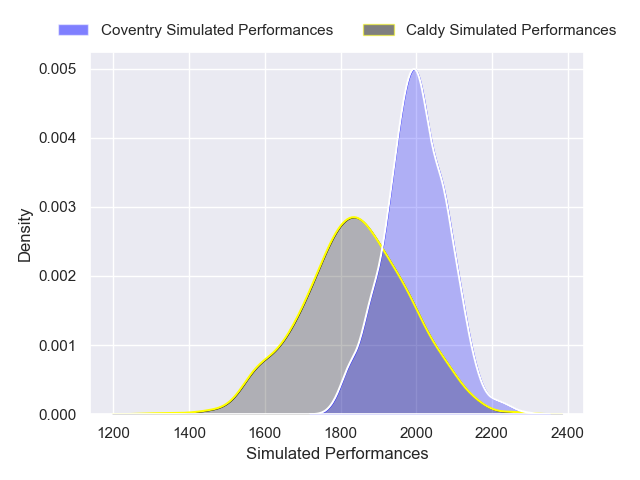 Coventry Simulated Performances
Caldy Simulated Performances
0.005
0.004
0.003
0.002
0.001
0.000
Density
1200 1400 1600 1800 2000 2200 2400
Simulated Performances